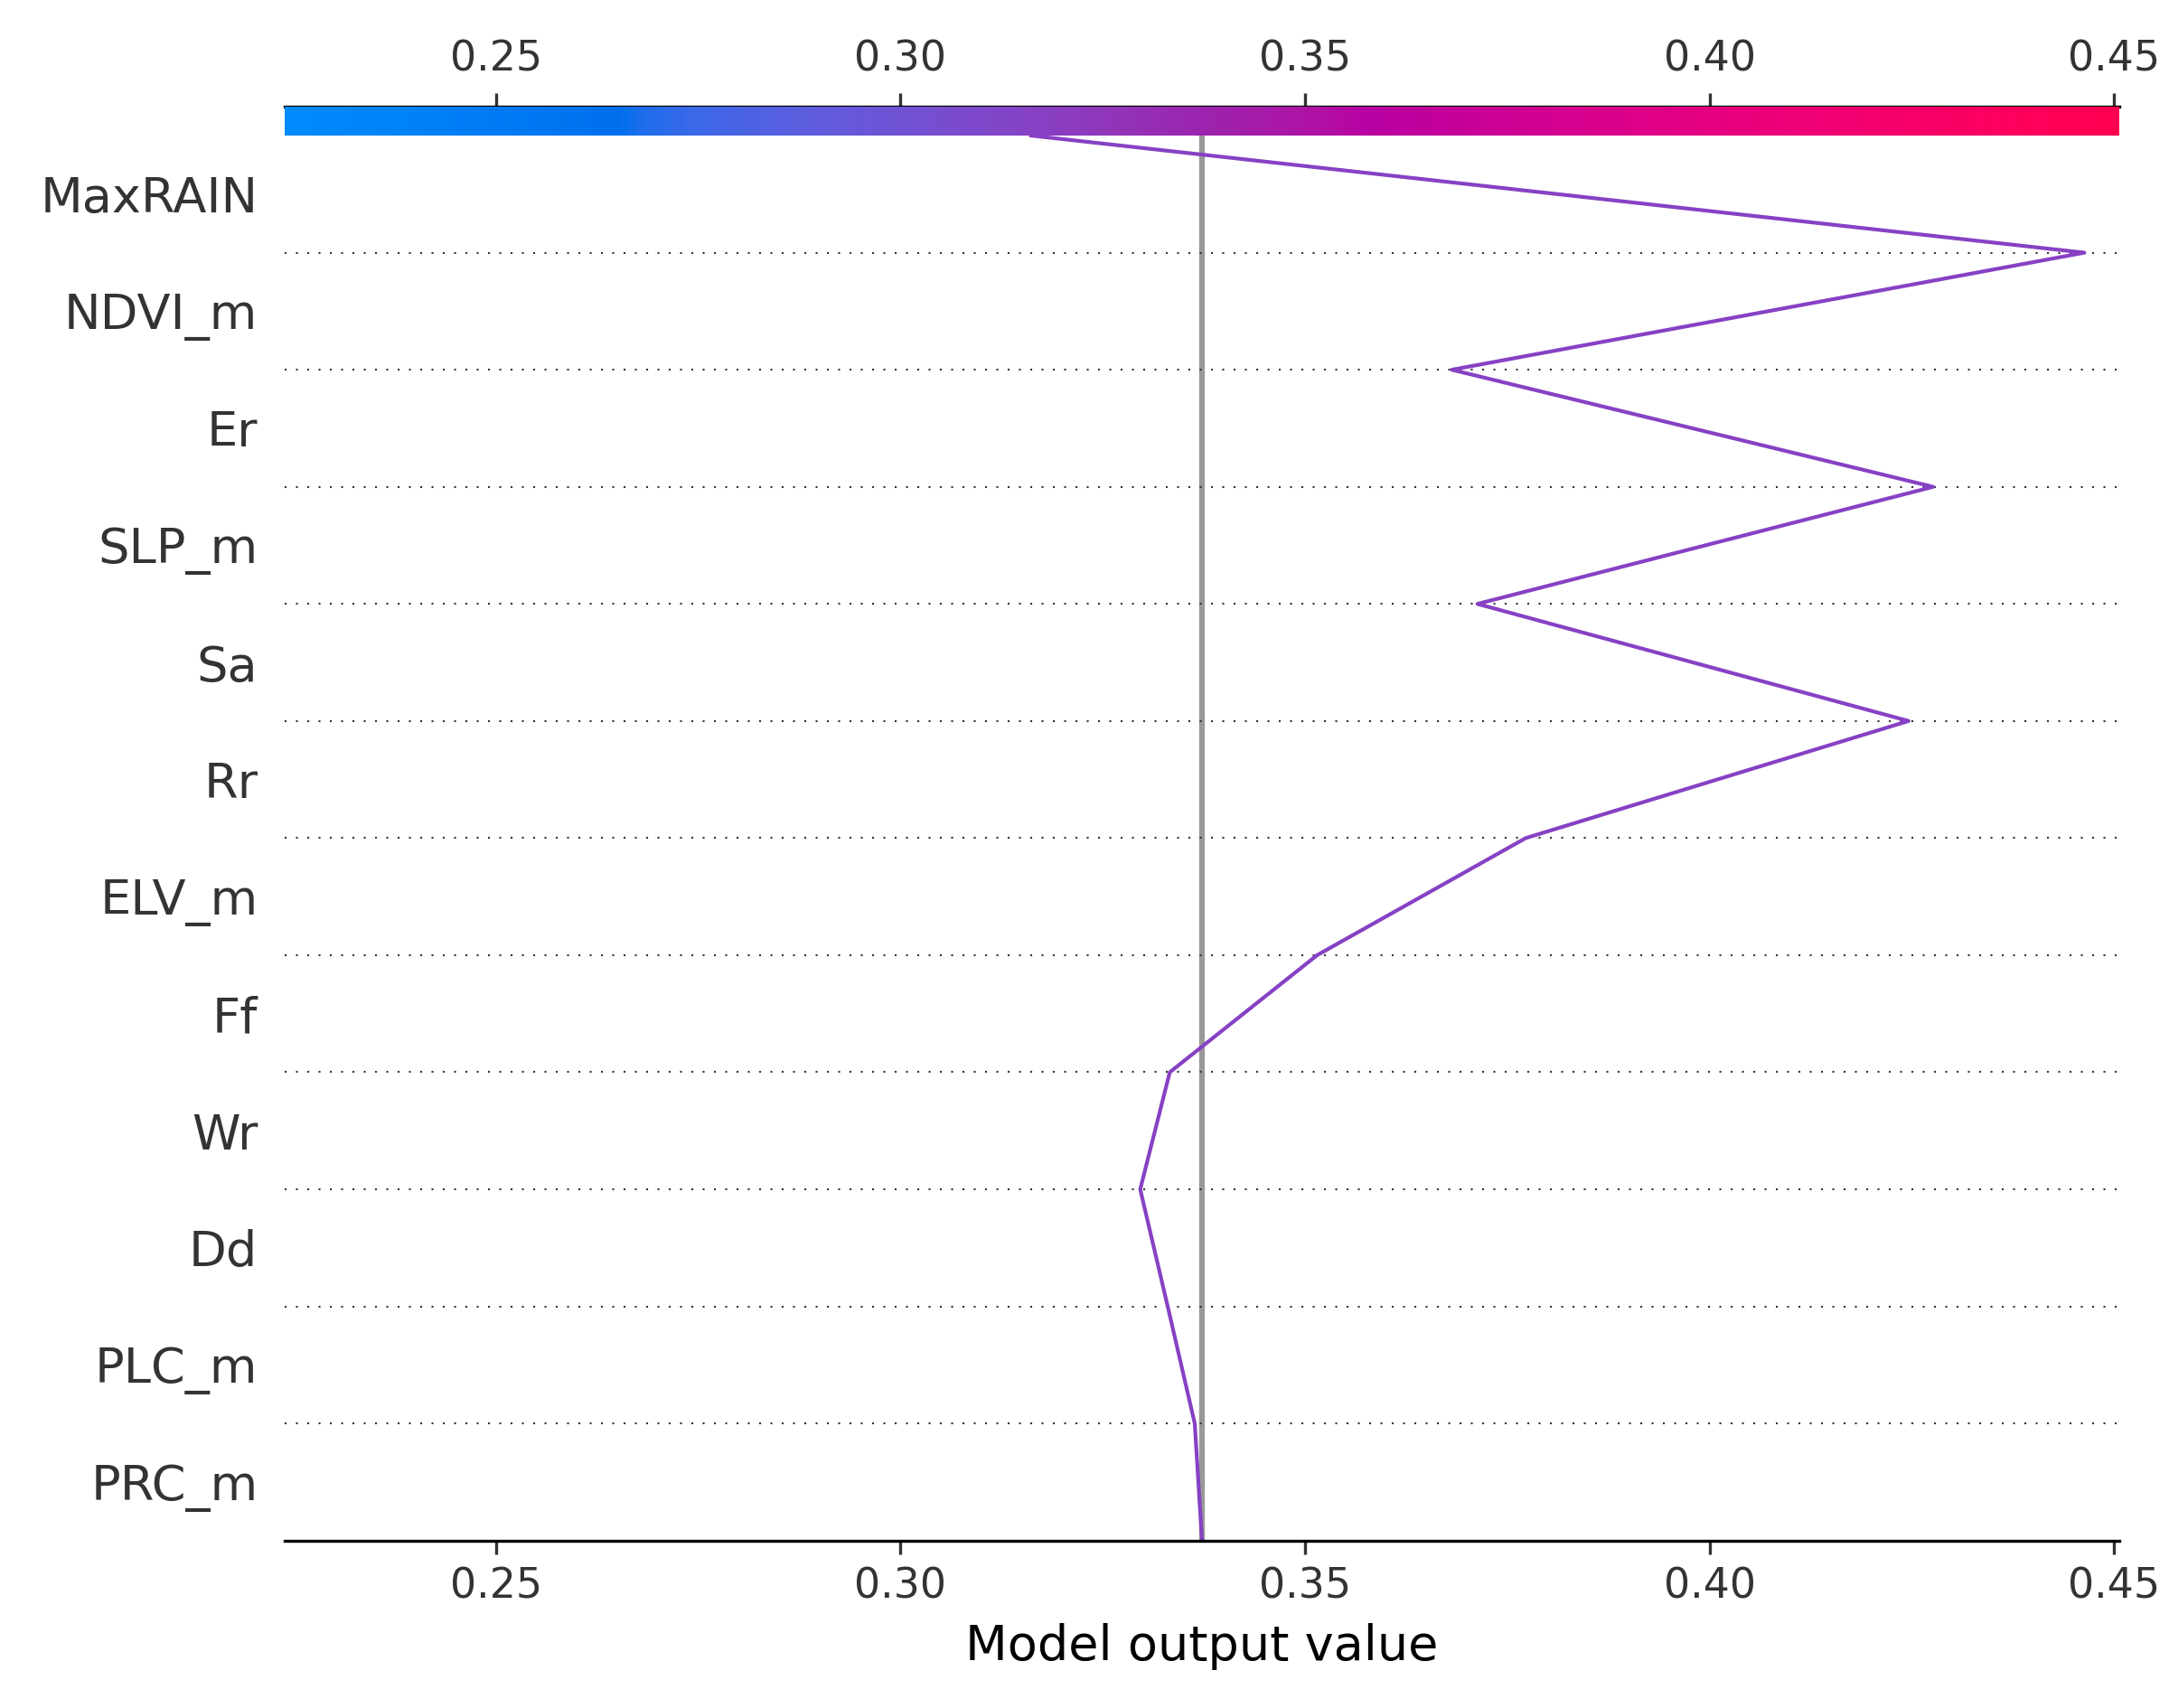 0.25 0.30 0.35 0.40 0.45
MaxRAIN
NDVI_m
Er
SLP_m
Sa
Rr
ELV_m
Ff
Wr
Dd
PLC_m
PRC_m
0.25 0.30 0.35 0.40 0.45
Model output value